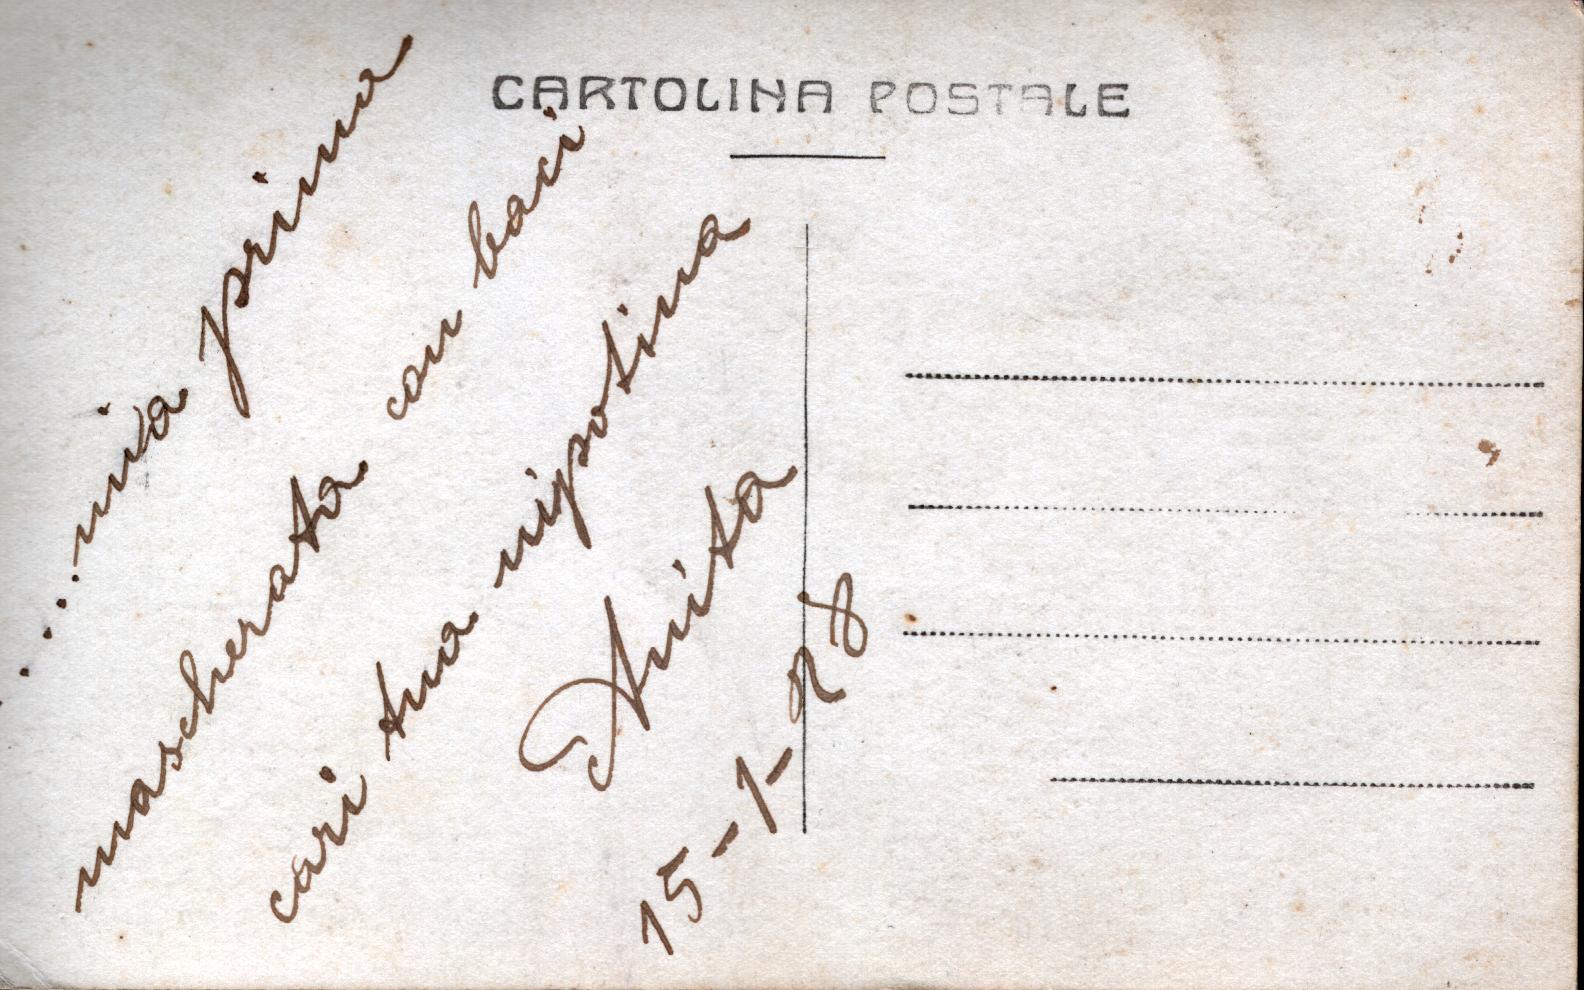 CARTOLINA POSTALE
...mia prima
mascherata con baci
cari tua nipotina
Anita
15-1-28